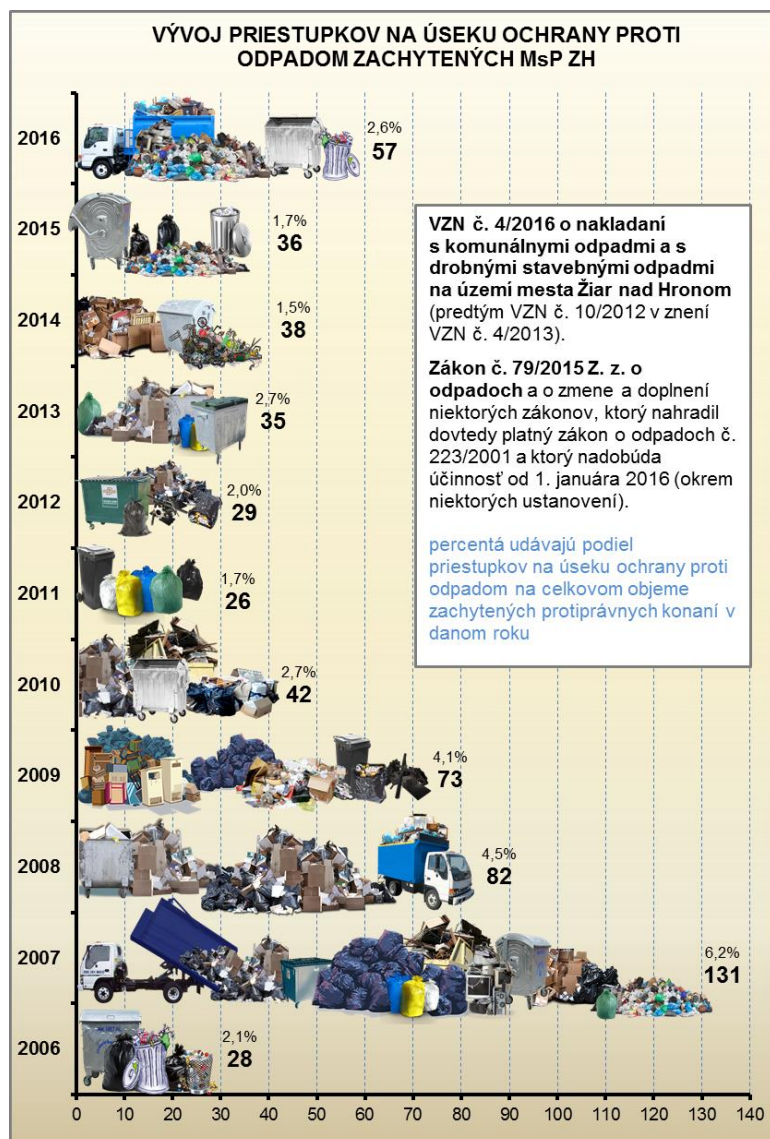 VÝVOJ PRIESTUPKOV NA ÚSEKU OCHRANY PROTI
ODPADOM ZACHYTENÝCH MsP ZH
2016
2,6%
57
2015
1,7%
36
2014
1,5%
38
2013
2,7%
35
2012
2,0%
29
2011
1,7%
26
2010
2,7%
42
2009
4,1%
73
2008
4,5%
82
2007
6,2%
131
2006
2,1%
28
0 10 20 30 40 50 60 70 80 90 100 110 120 130 140
VZN č. 4/2016 o nakladaní
s komunálnymi odpadmi a s
drobnými stavebnými odpadmi
na území mesta Žiar nad Hronom
(predtým VZN č. 10/2012 v znení
VZN č. 4/2013).
Zákon č. 79/2015 Z. z. o
odpadoch a o zmene a doplnení
niektorých zákonov, ktorý nahradil
dovtedy platný zákon o odpadoch č.
223/2001 a ktorý nadobúda
účinnosť od 1. januára 2016 (okrem
niektorých ustanovení).
percentá udávajú podiel
priestupkov na úseku ochrany proti
odpadom na celkovom objeme
zachytených protiprávnych konaní v
danom roku